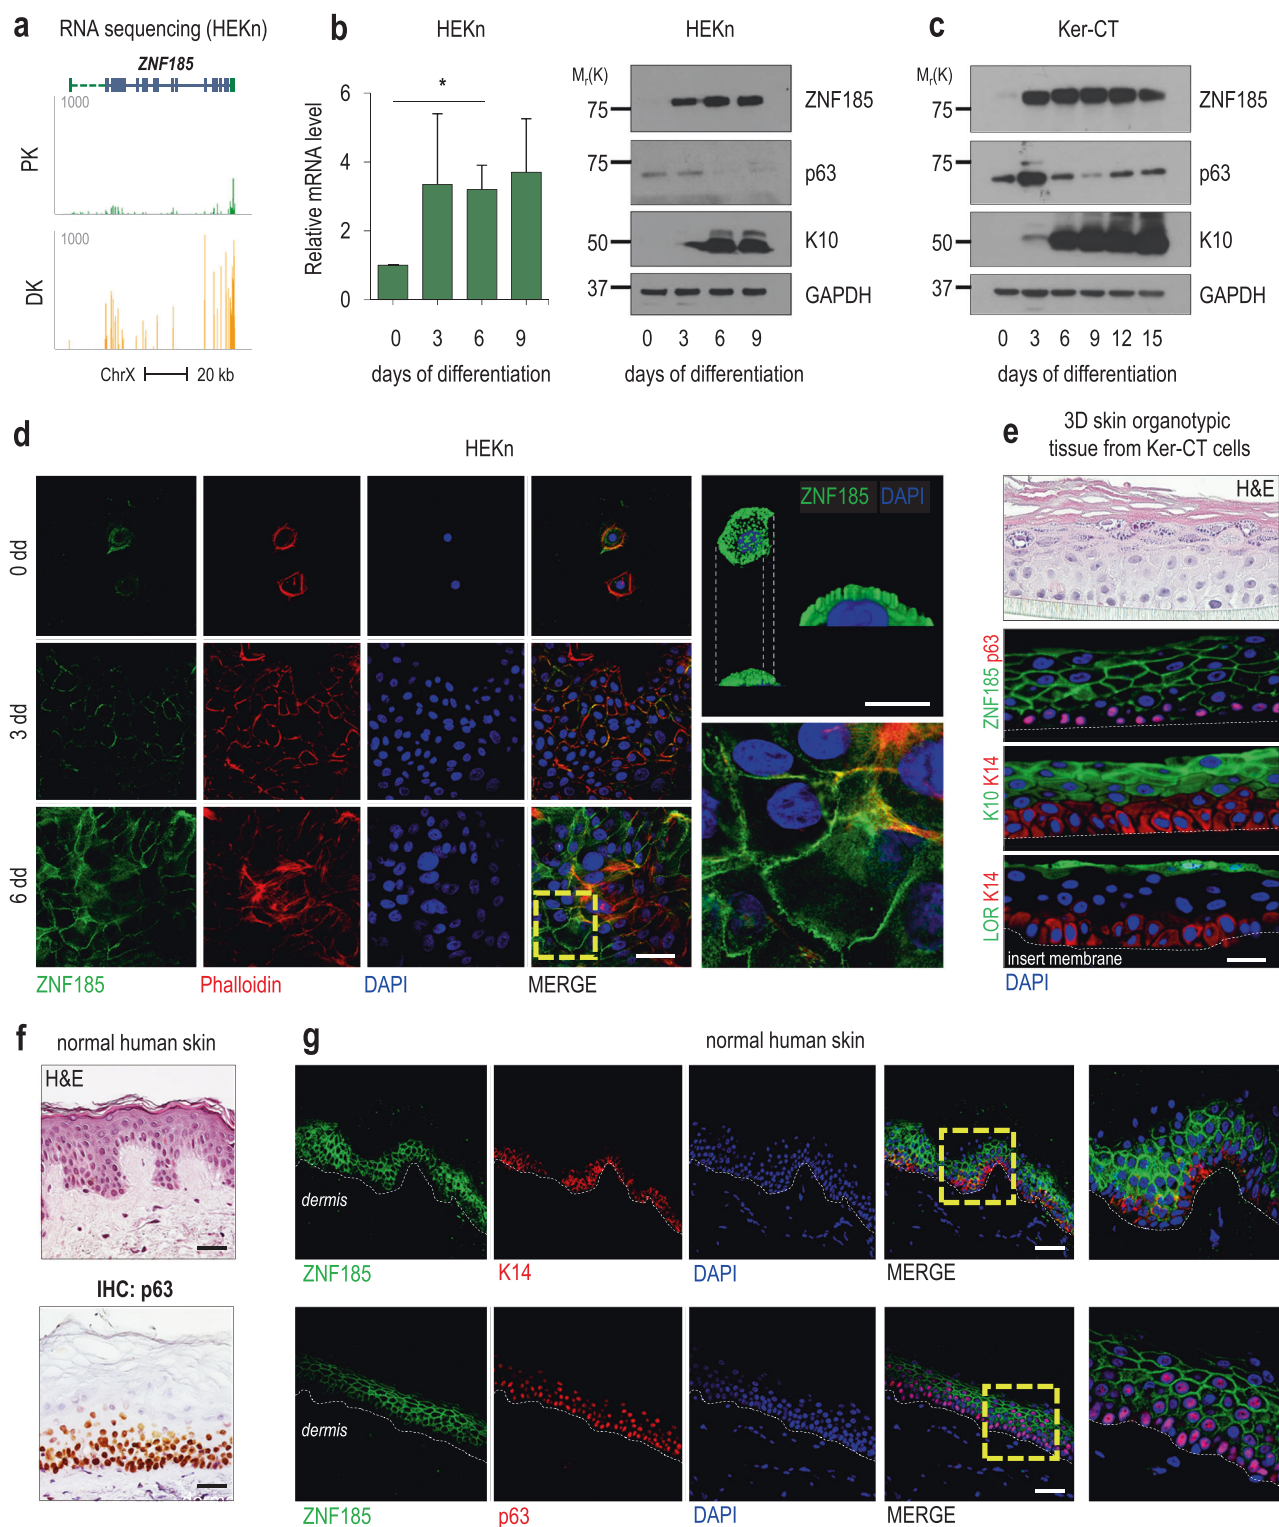 a
RNA sequencing (HEKn)
ZNF185
1000
PK
1000
DK
ChrX
20 kb
b
HEKn
*
6
4
2
0
Relative mRNA level
0 3 6 9
days of differentiation
HEKn
Mr(K)
75
ZNF185
75
p63
50
K10
37
GAPDH
0 3 6 9
days of differentiation
c
Ker-CT
Mr(K)
75
ZNF185
75
p63
50
K10
37
GAPDH
0 3 6 9 12 15
days of differentiation
d
HEKn
0 dd
3 dd
6 dd
ZNF185 DAPI
ZNF185
Phalloidin
DAPI
MERGE
e
3D skin organotypic
tissue from Ker-CT cells
H&E
ZNF185 p63
K10 K14
LOR K14
insert membrane
DAPI
f
normal human skin
H&E
IHC: p63
g
normal human skin
dermis
ZNF185
K14
DAPI
MERGE
dermis
ZNF185
p63
DAPI
MERGE